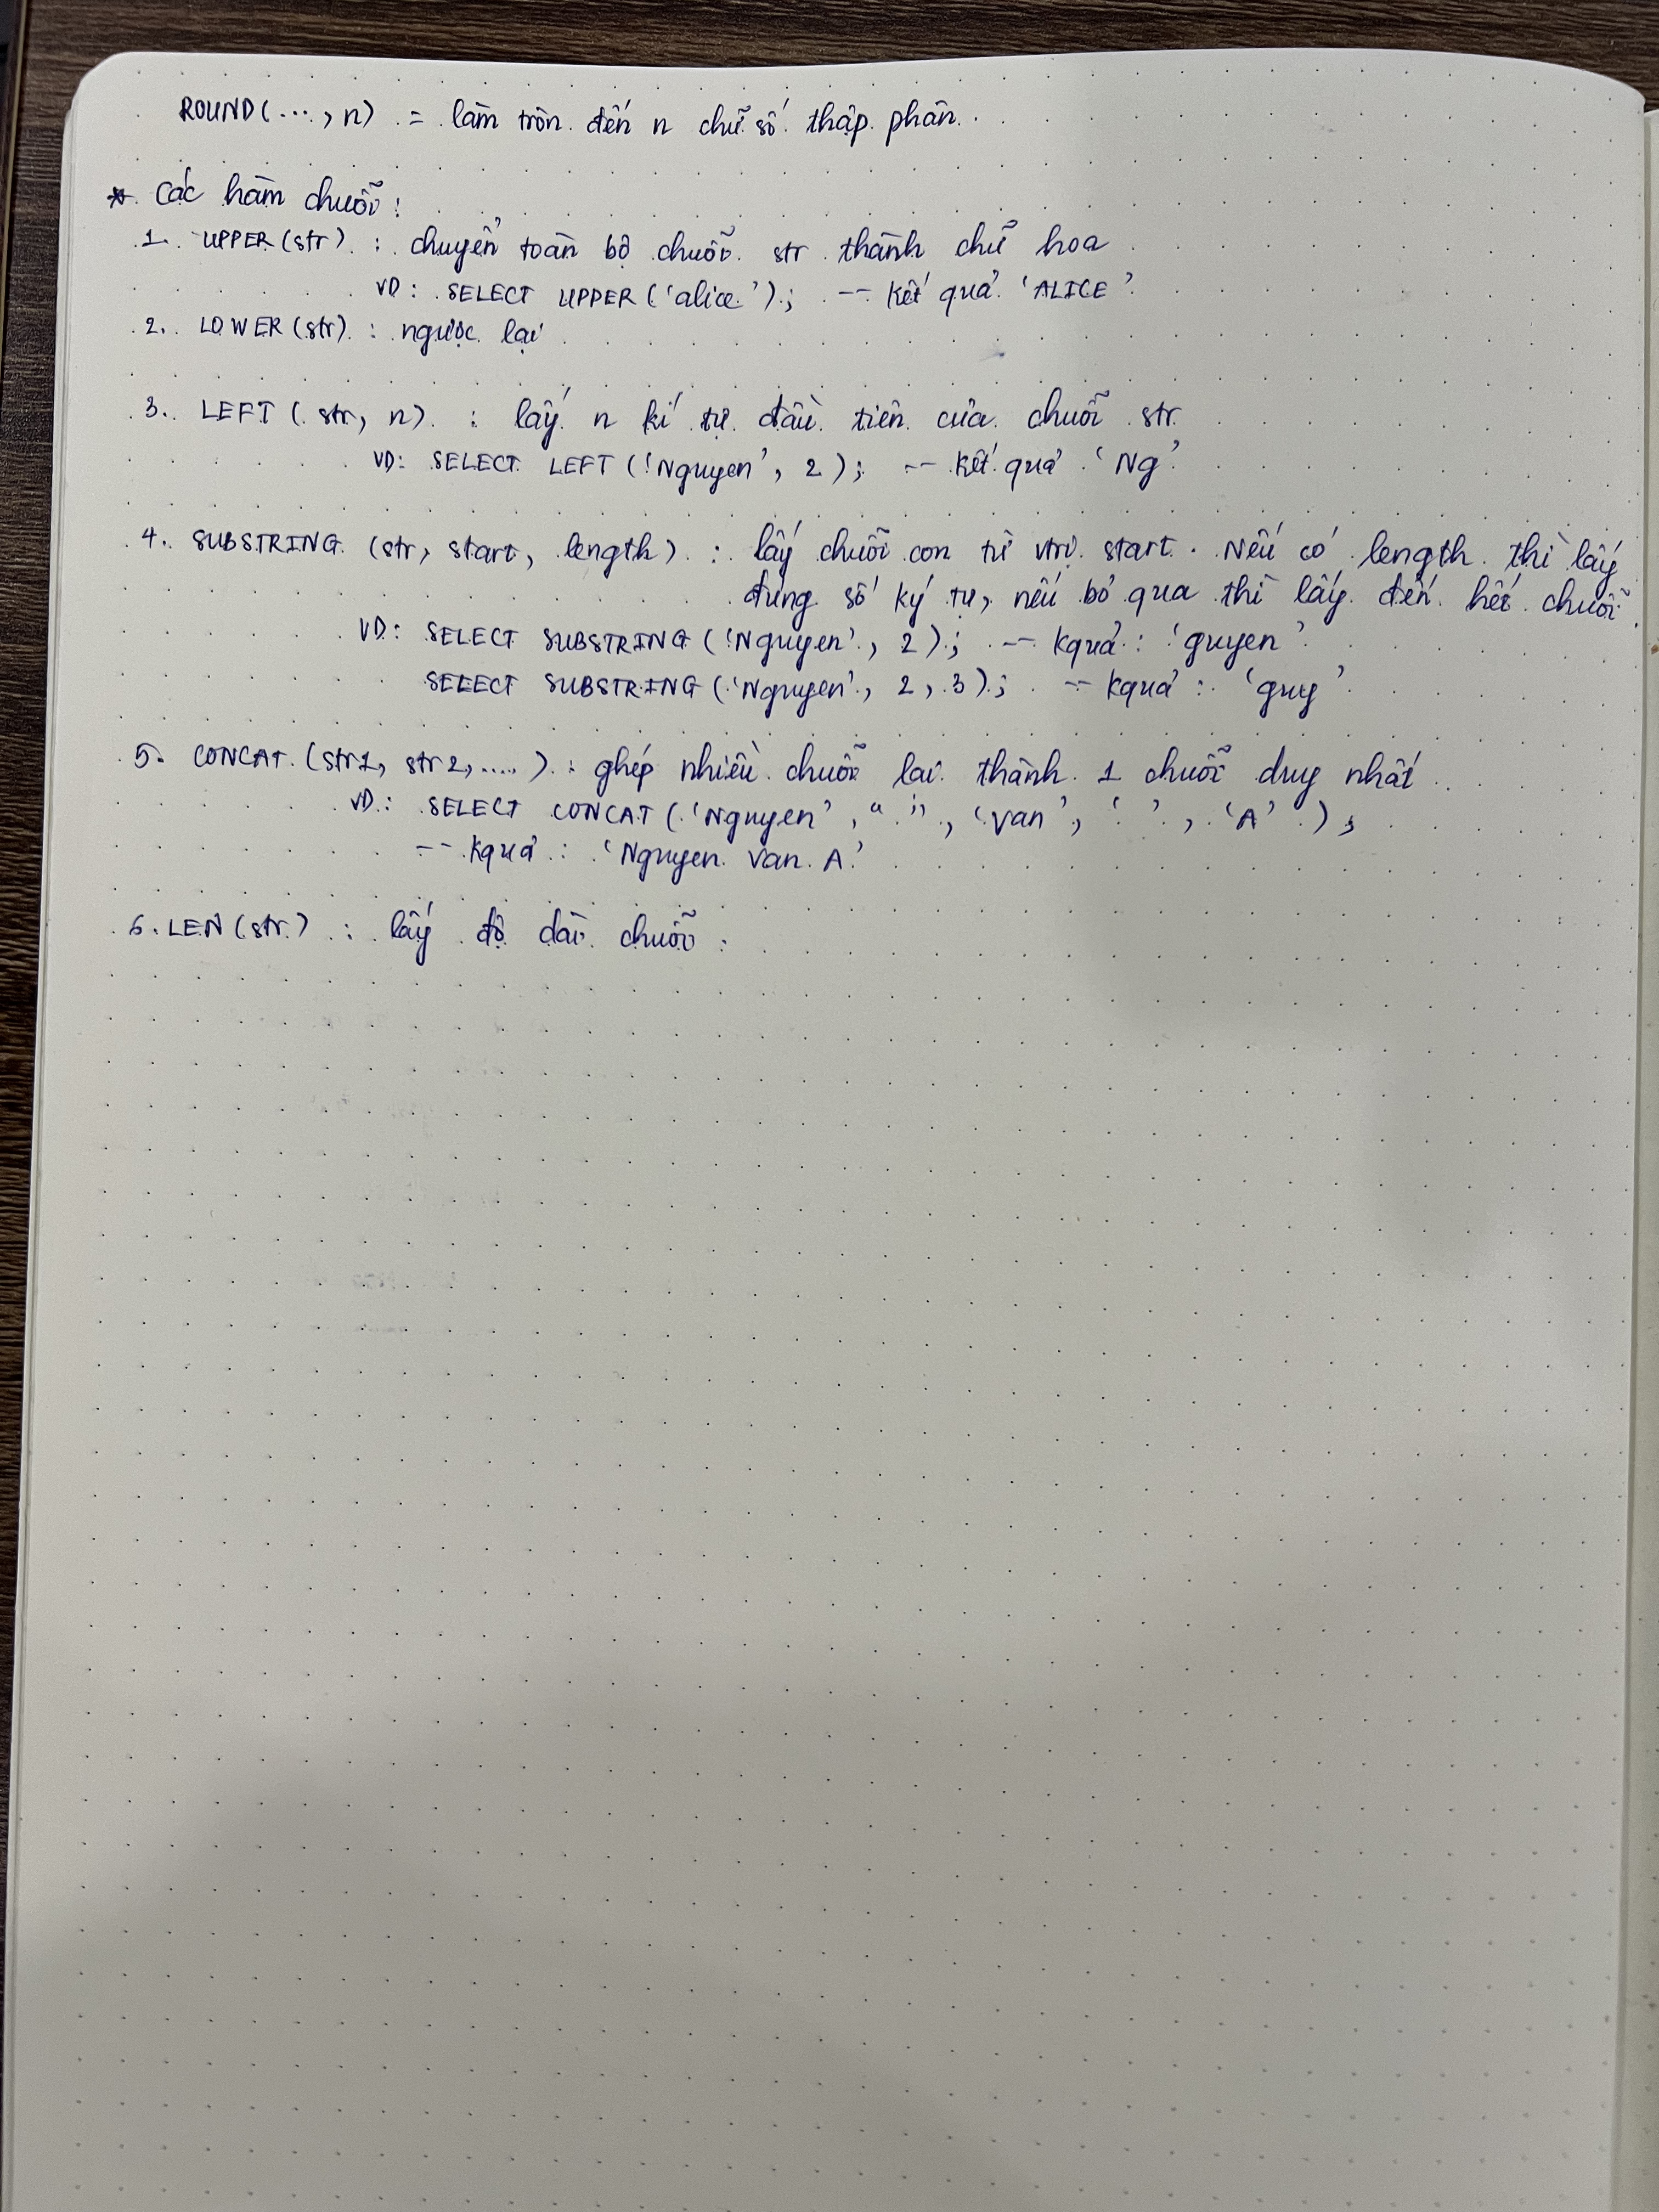 ROUND(..., n) = làm tròn đến n chữ số thập phân.
* Các hàm chuỗi:
1. UPPER(str) : chuyển toàn bộ chuỗi str thành chữ hoa
VD: SELECT UPPER ('alice'); -- kết quả 'ALICE'
2. LOWER(str) : ngược lại
3. LEFT (str, n) : lấy n kí tự đầu tiên của chuỗi str
VD: SELECT LEFT ('Nguyen', 2); -- kết quả 'Ng'
4. SUBSTRING (str, start, length) : lấy chuỗi con từ vtrí start. Nếu có length thì lấy
đúng số ký tự, nếu bỏ qua thì lấy đến hết chuỗi.
VD: SELECT SUBSTRING ('Nguyen', 2); -- kquả: 'guyen'
SELECT SUBSTRING ('Nguyen', 2, 3); -- kquả: 'guy'
5. CONCAT (str1, str2, ....) : ghép nhiều chuỗi lại thành 1 chuỗi duy nhất
VD: SELECT CONCAT ('Nguyen', " ", 'Van', ' ', 'A');
-- kquả: 'Nguyen Van A'
6. LEN(str) : lấy độ dài chuỗi